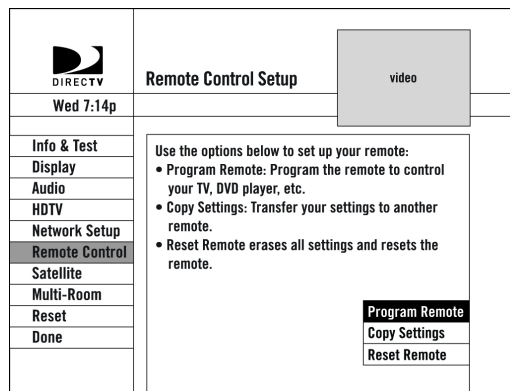 DIRECTV
Remote Control Setup
video
Wed 7:14p
Info & Test
Display
Audio
HDTV
Network Setup
Remote Control
Satellite
Multi-Room
Reset
Done
Use the options below to set up your remote:
• Program Remote: Program the remote to control
your TV, DVD player, etc.
• Copy Settings: Transfer your settings to another
remote.
• Reset Remote erases all settings and resets the
remote.
Program Remote
Copy Settings
Reset Remote